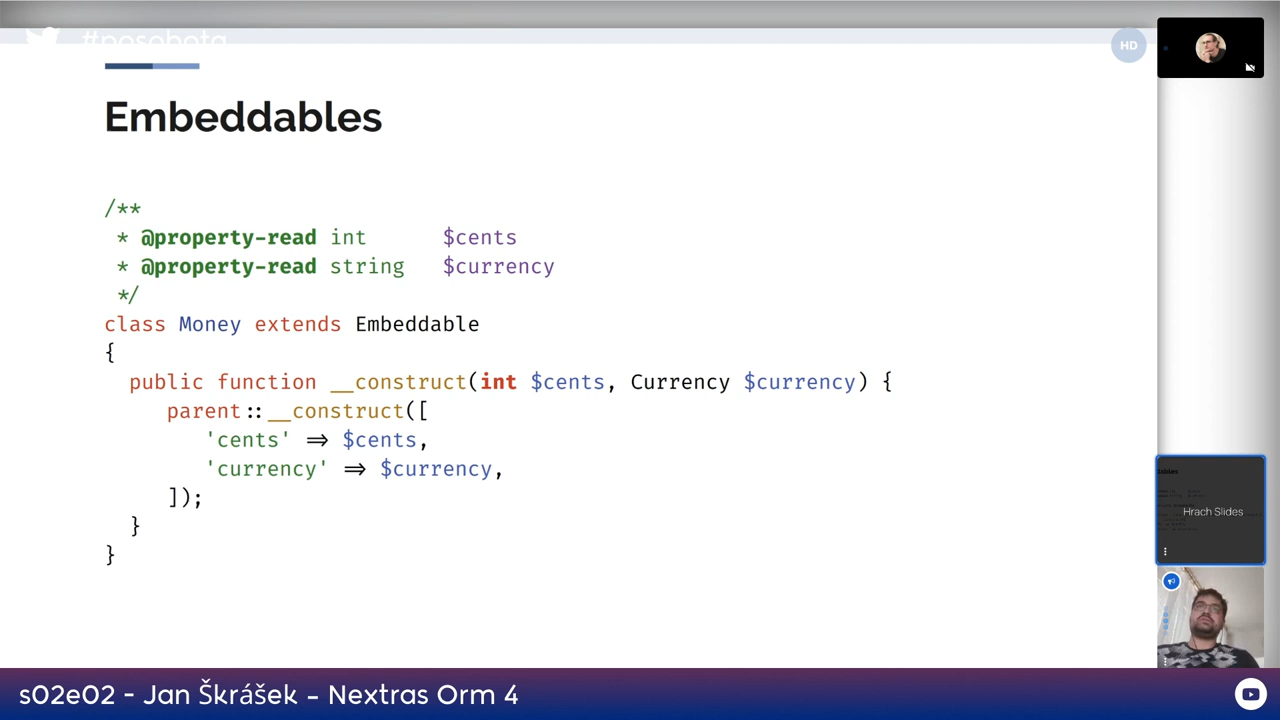 #posobota
HD
Embeddables
/**
* @property-read int $cents
* @property-read string $currency
*/
class Money extends Embeddable
{
public function __construct(int $cents, Currency $currency) {
parent::__construct([
'cents' => $cents,
'currency' => $currency,
]);
}
}
Hrach Slides
s02e02 - Jan Škrášek - Nextras Orm 4